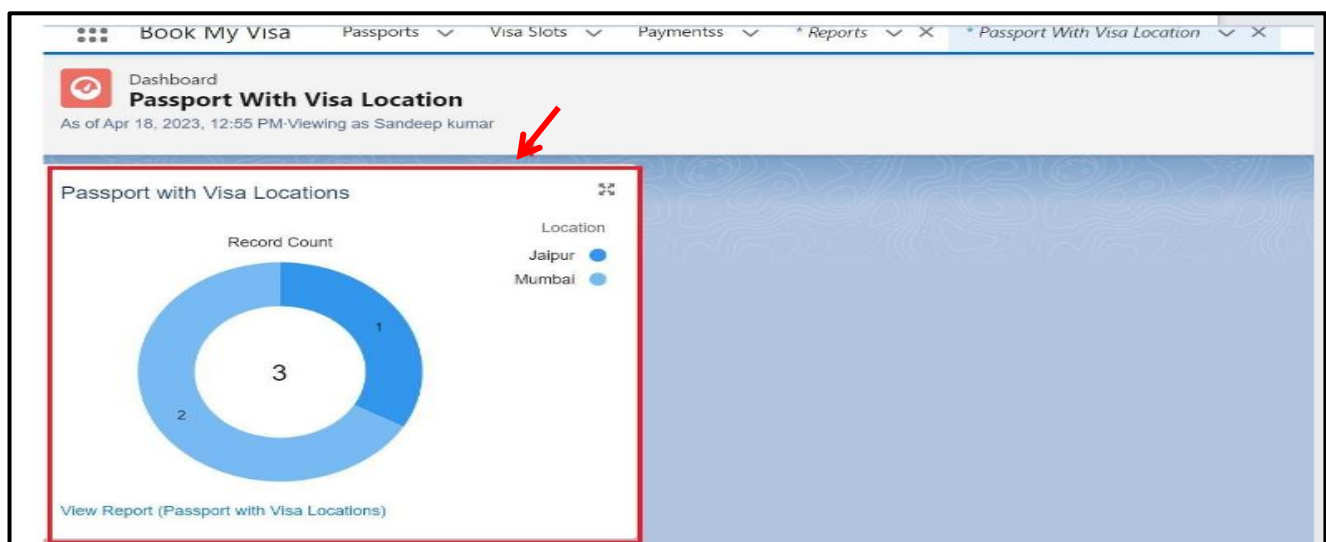 Book My Visa Passports Visa Slots Paymentss * Reports * Passport With Visa Location
Dashboard
Passport With Visa Location
As of Apr 18, 2023, 12:55 PM-Viewing as Sandeep kumar
Passport with Visa Locations
Location
Record Count
Jaipur
Mumbai
1
3
2
View Report (Passport with Visa Locations)